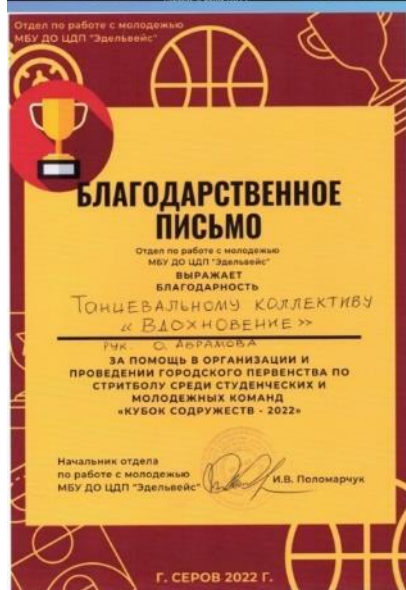 Отдел по работе с молодежью
МБУ ДО ЦДП "Эдельвейс"
БЛАГОДАРСТВЕННОЕ
ПИСЬМО
Отдел по работе с молодежью
МБУ ДО ЦДП "Эдельвейс"
ВЫРАЖАЕТ
БЛАГОДАРНОСТЬ
ТАНЦЕВАЛЬНОМУ КОЛЛЕКТИВУ
«ВДОХНОВЕНИЕ»
РУК. О. АБРАМОВА
ЗА ПОМОЩЬ В ОРГАНИЗАЦИИ И
ПРОВЕДЕНИИ ГОРОДСКОГО ПЕРВЕНСТВА ПО
СТРИТБОЛУ СРЕДИ СТУДЕНЧЕСКИХ И
МОЛОДЕЖНЫХ КОМАНД
«КУБОК СОДРУЖЕСТВ - 2022»
Начальник отдела
по работе с молодежью
МБУ ДО ЦДП "Эдельвейс"
И.В. Поломарчук
Г. СЕРОВ 2022 Г.